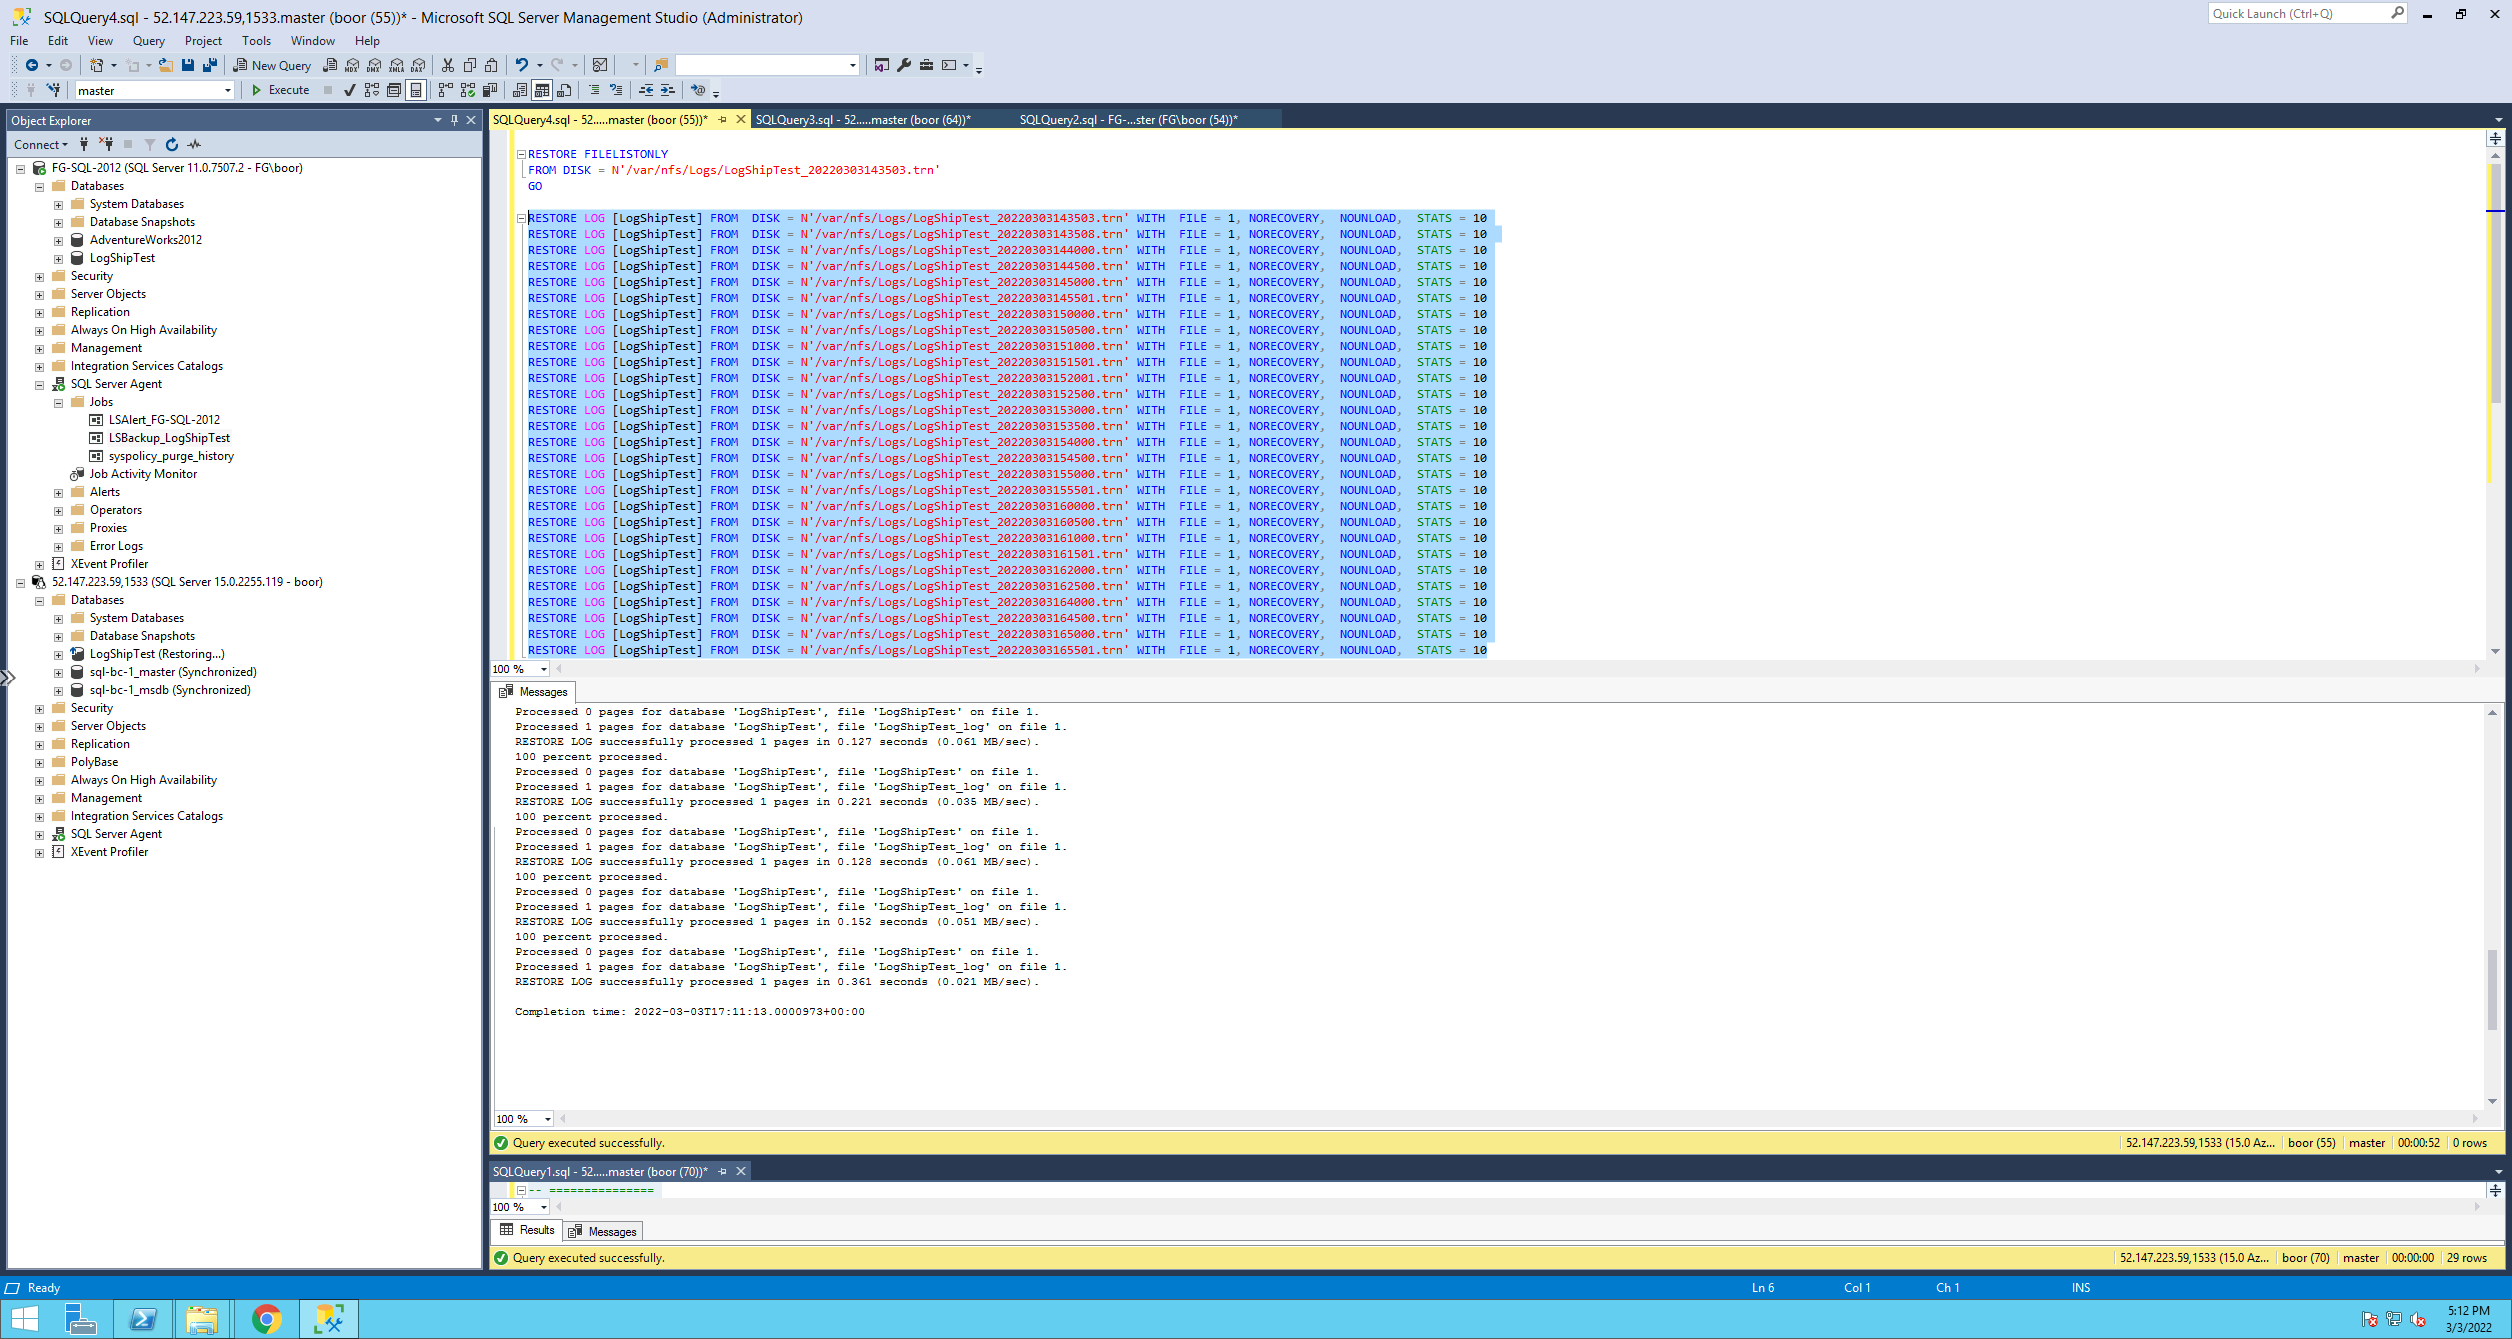 SQLQuery4.sql - 52.147.223.59,1533.master (boor (55))* - Microsoft SQL Server Management Studio (Administrator)
Quick Launch (Ctrl+Q)
File Edit View Query Project Tools Window Help
New Query
master Execute
Object Explorer
Connect
FG-SQL-2012 (SQL Server 11.0.7507.2 - FG\boor)
Databases
System Databases
Database Snapshots
AdventureWorks2012
LogShipTest
Security
Server Objects
Replication
Always On High Availability
Management
Integration Services Catalogs
SQL Server Agent
Jobs
LSAlert_FG-SQL-2012
LSBackup_LogShipTest
syspolicy_purge_history
Job Activity Monitor
Alerts
Operators
Proxies
Error Logs
XEvent Profiler
52.147.223.59,1533 (SQL Server 15.0.2255.119 - boor)
Databases
System Databases
Database Snapshots
LogShipTest (Restoring...)
sql-bc-1_master (Synchronized)
sql-bc-1_msdb (Synchronized)
Security
Server Objects
Replication
PolyBase
Always On High Availability
Management
Integration Services Catalogs
SQL Server Agent
XEvent Profiler
SQLQuery4.sql - 52.....master (boor (55))* SQLQuery3.sql - 52.....master (boor (64))* SQLQuery2.sql - FG-...ster (FG\boor (54))*
RESTORE FILELISTONLY
FROM DISK = N'/var/nfs/Logs/LogShipTest_20220303143503.trn'
GO
RESTORE LOG [LogShipTest] FROM DISK = N'/var/nfs/Logs/LogShipTest_20220303143503.trn' WITH FILE = 1, NORECOVERY, NOUNLOAD, STATS = 10
RESTORE LOG [LogShipTest] FROM DISK = N'/var/nfs/Logs/LogShipTest_20220303143508.trn' WITH FILE = 1, NORECOVERY, NOUNLOAD, STATS = 10
RESTORE LOG [LogShipTest] FROM DISK = N'/var/nfs/Logs/LogShipTest_20220303144000.trn' WITH FILE = 1, NORECOVERY, NOUNLOAD, STATS = 10
RESTORE LOG [LogShipTest] FROM DISK = N'/var/nfs/Logs/LogShipTest_20220303144500.trn' WITH FILE = 1, NORECOVERY, NOUNLOAD, STATS = 10
RESTORE LOG [LogShipTest] FROM DISK = N'/var/nfs/Logs/LogShipTest_20220303145000.trn' WITH FILE = 1, NORECOVERY, NOUNLOAD, STATS = 10
RESTORE LOG [LogShipTest] FROM DISK = N'/var/nfs/Logs/LogShipTest_20220303145501.trn' WITH FILE = 1, NORECOVERY, NOUNLOAD, STATS = 10
RESTORE LOG [LogShipTest] FROM DISK = N'/var/nfs/Logs/LogShipTest_20220303150000.trn' WITH FILE = 1, NORECOVERY, NOUNLOAD, STATS = 10
RESTORE LOG [LogShipTest] FROM DISK = N'/var/nfs/Logs/LogShipTest_20220303150500.trn' WITH FILE = 1, NORECOVERY, NOUNLOAD, STATS = 10
RESTORE LOG [LogShipTest] FROM DISK = N'/var/nfs/Logs/LogShipTest_20220303151000.trn' WITH FILE = 1, NORECOVERY, NOUNLOAD, STATS = 10
RESTORE LOG [LogShipTest] FROM DISK = N'/var/nfs/Logs/LogShipTest_20220303151501.trn' WITH FILE = 1, NORECOVERY, NOUNLOAD, STATS = 10
RESTORE LOG [LogShipTest] FROM DISK = N'/var/nfs/Logs/LogShipTest_20220303152001.trn' WITH FILE = 1, NORECOVERY, NOUNLOAD, STATS = 10
RESTORE LOG [LogShipTest] FROM DISK = N'/var/nfs/Logs/LogShipTest_20220303152500.trn' WITH FILE = 1, NORECOVERY, NOUNLOAD, STATS = 10
RESTORE LOG [LogShipTest] FROM DISK = N'/var/nfs/Logs/LogShipTest_20220303153000.trn' WITH FILE = 1, NORECOVERY, NOUNLOAD, STATS = 10
RESTORE LOG [LogShipTest] FROM DISK = N'/var/nfs/Logs/LogShipTest_20220303153500.trn' WITH FILE = 1, NORECOVERY, NOUNLOAD, STATS = 10
RESTORE LOG [LogShipTest] FROM DISK = N'/var/nfs/Logs/LogShipTest_20220303154000.trn' WITH FILE = 1, NORECOVERY, NOUNLOAD, STATS = 10
RESTORE LOG [LogShipTest] FROM DISK = N'/var/nfs/Logs/LogShipTest_20220303154500.trn' WITH FILE = 1, NORECOVERY, NOUNLOAD, STATS = 10
RESTORE LOG [LogShipTest] FROM DISK = N'/var/nfs/Logs/LogShipTest_20220303155000.trn' WITH FILE = 1, NORECOVERY, NOUNLOAD, STATS = 10
RESTORE LOG [LogShipTest] FROM DISK = N'/var/nfs/Logs/LogShipTest_20220303155501.trn' WITH FILE = 1, NORECOVERY, NOUNLOAD, STATS = 10
RESTORE LOG [LogShipTest] FROM DISK = N'/var/nfs/Logs/LogShipTest_20220303160000.trn' WITH FILE = 1, NORECOVERY, NOUNLOAD, STATS = 10
RESTORE LOG [LogShipTest] FROM DISK = N'/var/nfs/Logs/LogShipTest_20220303160500.trn' WITH FILE = 1, NORECOVERY, NOUNLOAD, STATS = 10
RESTORE LOG [LogShipTest] FROM DISK = N'/var/nfs/Logs/LogShipTest_20220303161000.trn' WITH FILE = 1, NORECOVERY, NOUNLOAD, STATS = 10
RESTORE LOG [LogShipTest] FROM DISK = N'/var/nfs/Logs/LogShipTest_20220303161501.trn' WITH FILE = 1, NORECOVERY, NOUNLOAD, STATS = 10
RESTORE LOG [LogShipTest] FROM DISK = N'/var/nfs/Logs/LogShipTest_20220303162000.trn' WITH FILE = 1, NORECOVERY, NOUNLOAD, STATS = 10
RESTORE LOG [LogShipTest] FROM DISK = N'/var/nfs/Logs/LogShipTest_20220303162500.trn' WITH FILE = 1, NORECOVERY, NOUNLOAD, STATS = 10
RESTORE LOG [LogShipTest] FROM DISK = N'/var/nfs/Logs/LogShipTest_20220303164000.trn' WITH FILE = 1, NORECOVERY, NOUNLOAD, STATS = 10
RESTORE LOG [LogShipTest] FROM DISK = N'/var/nfs/Logs/LogShipTest_20220303164500.trn' WITH FILE = 1, NORECOVERY, NOUNLOAD, STATS = 10
RESTORE LOG [LogShipTest] FROM DISK = N'/var/nfs/Logs/LogShipTest_20220303165000.trn' WITH FILE = 1, NORECOVERY, NOUNLOAD, STATS = 10
RESTORE LOG [LogShipTest] FROM DISK = N'/var/nfs/Logs/LogShipTest_20220303165501.trn' WITH FILE = 1, NORECOVERY, NOUNLOAD, STATS = 10
100 %
Messages
Processed 0 pages for database 'LogShipTest', file 'LogShipTest' on file 1.
Processed 1 pages for database 'LogShipTest', file 'LogShipTest_log' on file 1.
RESTORE LOG successfully processed 1 pages in 0.127 seconds (0.061 MB/sec).
100 percent processed.
Processed 0 pages for database 'LogShipTest', file 'LogShipTest' on file 1.
Processed 1 pages for database 'LogShipTest', file 'LogShipTest_log' on file 1.
RESTORE LOG successfully processed 1 pages in 0.221 seconds (0.035 MB/sec).
100 percent processed.
Processed 0 pages for database 'LogShipTest', file 'LogShipTest' on file 1.
Processed 1 pages for database 'LogShipTest', file 'LogShipTest_log' on file 1.
RESTORE LOG successfully processed 1 pages in 0.128 seconds (0.061 MB/sec).
100 percent processed.
Processed 0 pages for database 'LogShipTest', file 'LogShipTest' on file 1.
Processed 1 pages for database 'LogShipTest', file 'LogShipTest_log' on file 1.
RESTORE LOG successfully processed 1 pages in 0.152 seconds (0.051 MB/sec).
100 percent processed.
Processed 0 pages for database 'LogShipTest', file 'LogShipTest' on file 1.
Processed 1 pages for database 'LogShipTest', file 'LogShipTest_log' on file 1.
RESTORE LOG successfully processed 1 pages in 0.361 seconds (0.021 MB/sec).
Completion time: 2022-03-03T17:11:13.0000973+00:00
100 %
Query executed successfully. 52.147.223.59,1533 (15.0 Az... boor (55) master 00:00:52 0 rows
SQLQuery1.sql - 52.....master (boor (70))*
-- ===============
100 %
Results Messages
Query executed successfully. 52.147.223.59,1533 (15.0 Az... boor (70) master 00:00:00 29 rows
Ready Ln 6 Col 1 Ch 1 INS
5:12 PM
3/3/2022